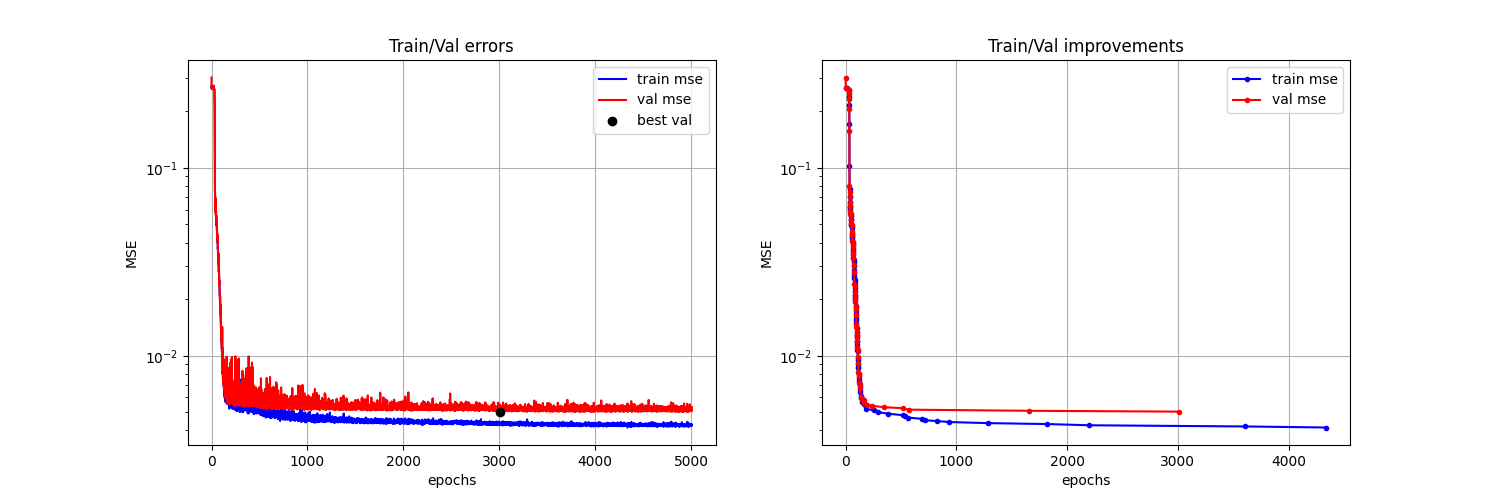 Train/Val errors
train mse
val mse
best val
10⁻¹
10⁻²
MSE
0 1000 2000 3000 4000 5000
epochs
Train/Val improvements
train mse
val mse
10⁻¹
10⁻²
MSE
0 1000 2000 3000 4000
epochs